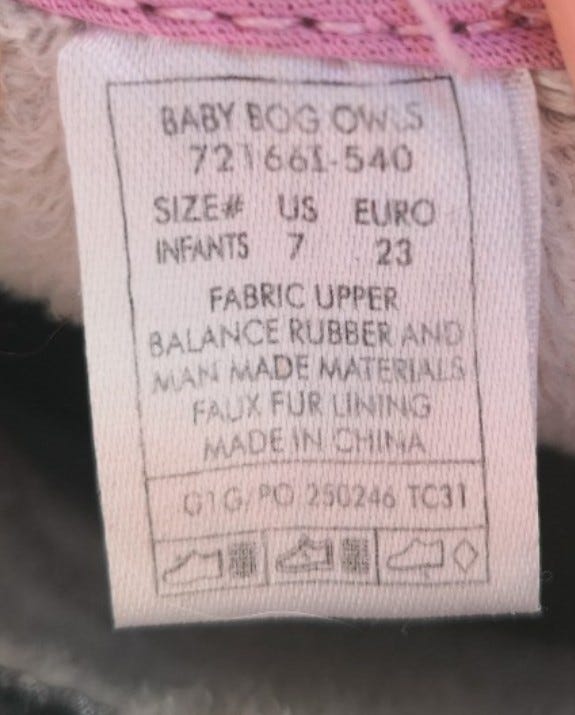 BABY BOG OWLS
721661-540
SIZE# US EURO
INFANTS 7 23
FABRIC UPPER
BALANCE RUBBER AND
MAN MADE MATERIALS
FAUX FUR LINING
MADE IN CHINA
G1G/PO 250246 TC31